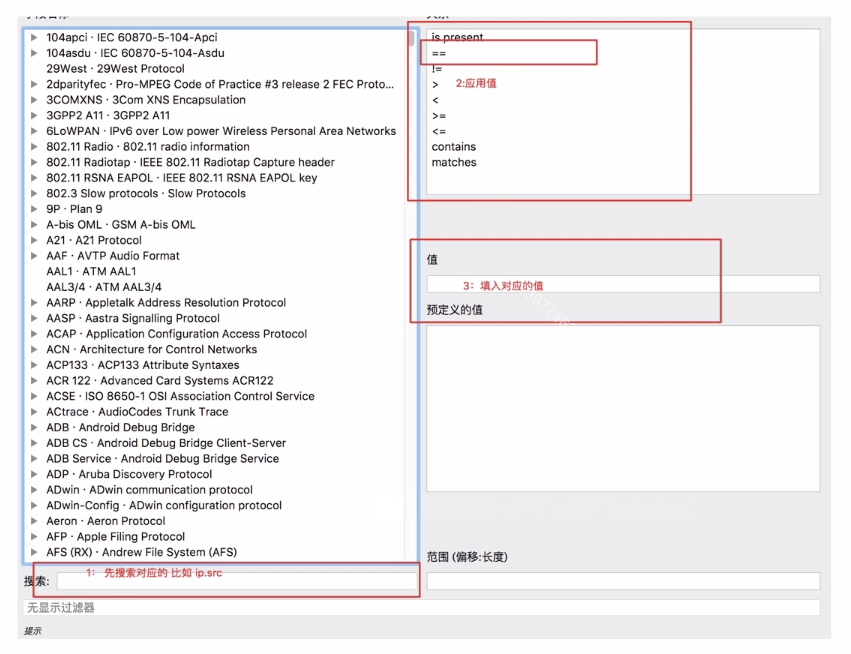 104apci · IEC 60870-5-104-Apci
104asdu · IEC 60870-5-104-Asdu
29West · 29West Protocol
2dparityfec · Pro-MPEG Code of Practice #3 release 2 FEC Proto...
3COMXNS · 3Com XNS Encapsulation
3GPP2 A11 · 3GPP2 A11
6LoWPAN · IPv6 over Low power Wireless Personal Area Networks
802.11 Radio · 802.11 radio information
802.11 Radiotap · IEEE 802.11 Radiotap Capture header
802.11 RSNA EAPOL · IEEE 802.11 RSNA EAPOL key
802.3 Slow protocols · Slow Protocols
9P · Plan 9
A-bis OML · GSM A-bis OML
A21 · A21 Protocol
AAF · AVTP Audio Format
AAL1 · ATM AAL1
AAL3/4 · ATM AAL3/4
AARP · Appletalk Address Resolution Protocol
AASP · Aastra Signalling Protocol
ACAP · Application Configuration Access Protocol
ACN · Architecture for Control Networks
ACP133 · ACP133 Attribute Syntaxes
ACR 122 · Advanced Card Systems ACR122
ACSE · ISO 8650-1 OSI Association Control Service
ACtrace · AudioCodes Trunk Trace
ADB · Android Debug Bridge
ADB CS · Android Debug Bridge Client-Server
ADB Service · Android Debug Bridge Service
ADP · Aruba Discovery Protocol
ADwin · ADwin communication protocol
ADwin-Config · ADwin configuration protocol
Aeron · Aeron Protocol
AFP · Apple Filing Protocol
AFS (RX) · Andrew File System (AFS)
搜索:
1: 先搜索对应的 比如 ip.src
is present
==
!=
>
2:应用值
<
>=
<=
contains
matches
值
3: 填入对应的值
预定义的值
范围 (偏移:长度)
无显示过滤器
提示